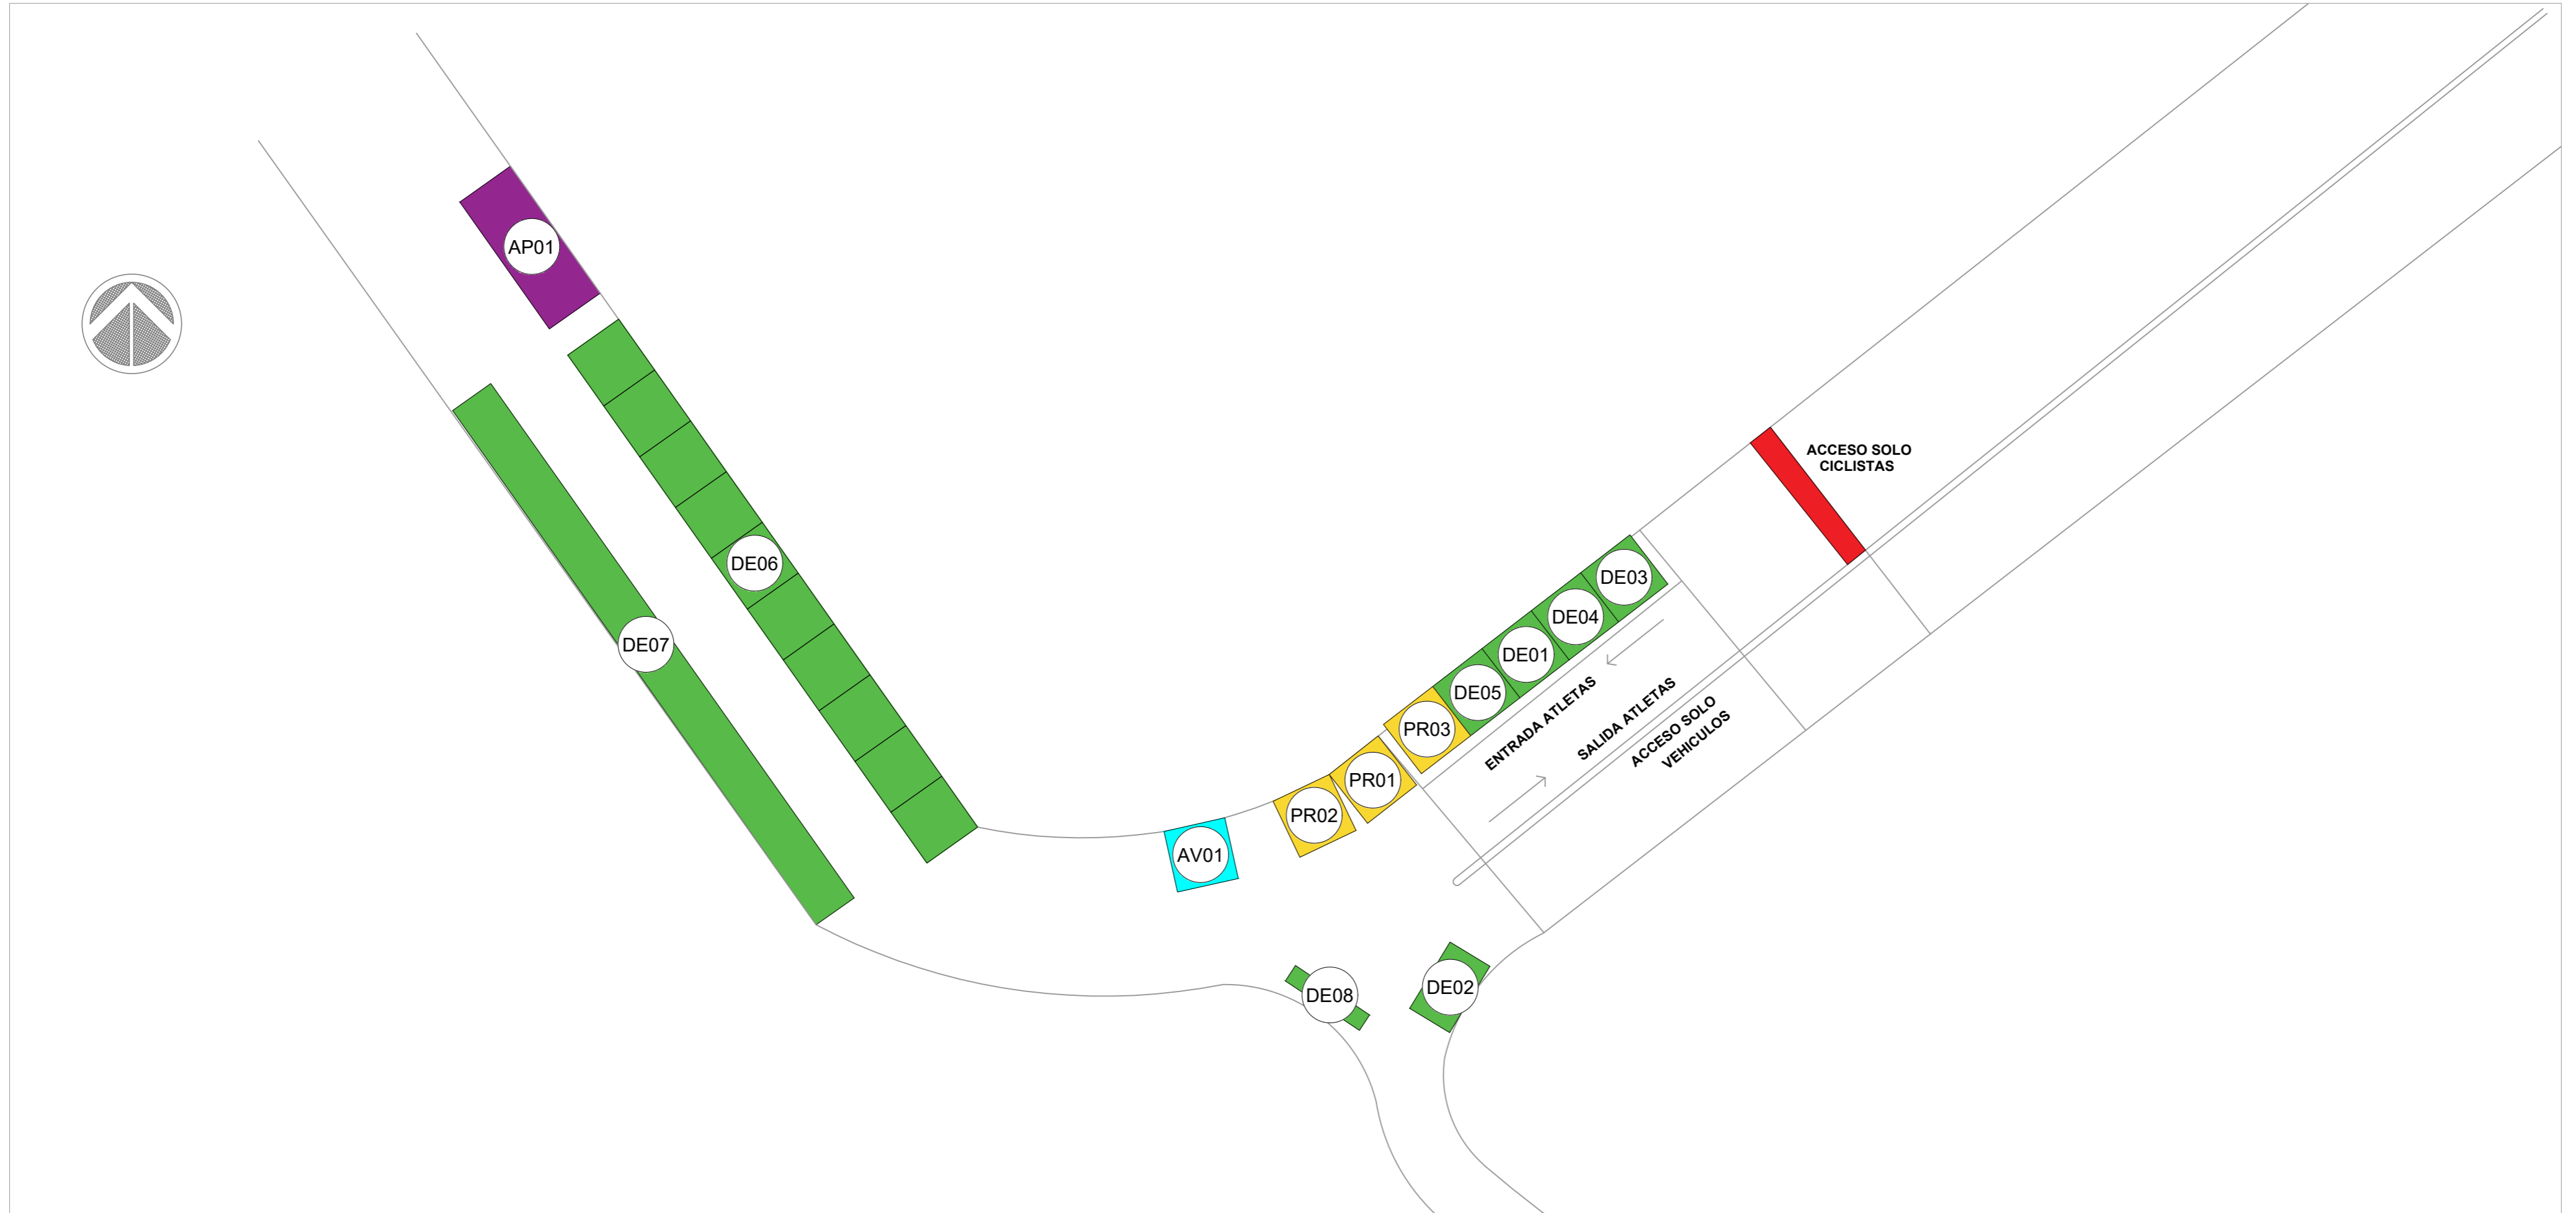 AP01
ACCESO SOLO
CICLISTAS
DE06
DE03
DE04
DE07
DE01
DE05
PR03
ENTRADA ATLETAS
SALIDA ATLETAS
ACCESO SOLO
VEHICULOS
PR01
PR02
AV01
DE08
DE02